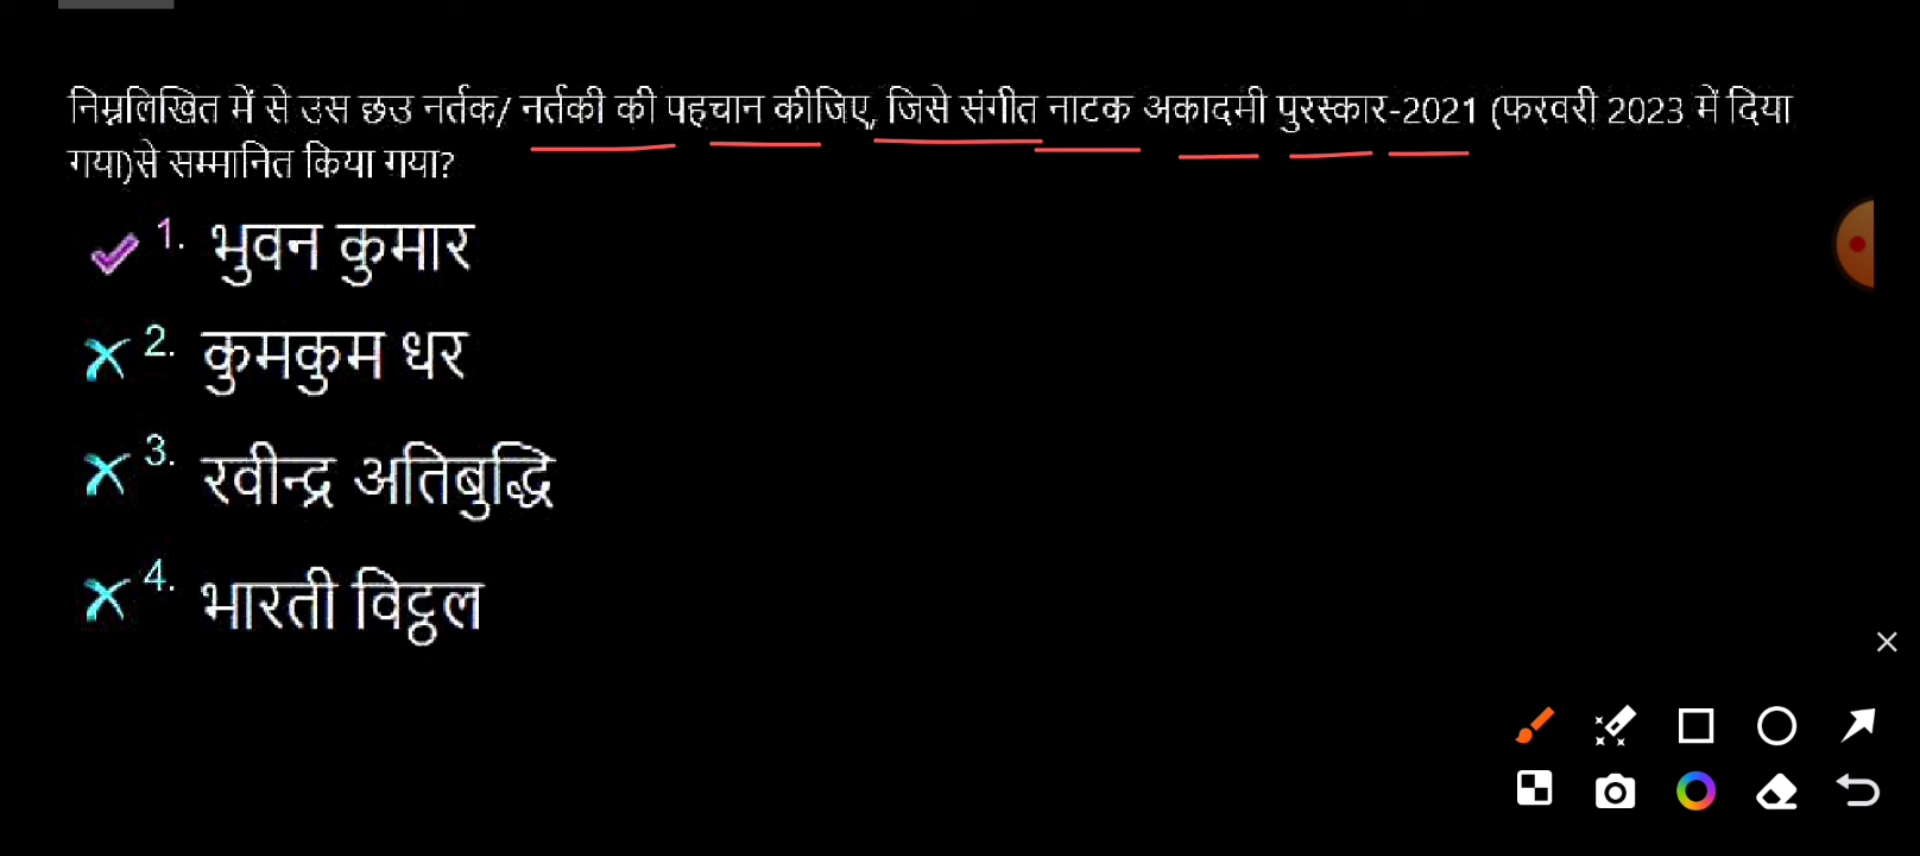 निम्नलिखित में से उस छउ नर्तक/ नर्तकी की पहचान कीजिए, जिसे संगीत नाटक अकादमी पुरस्कार-2021 (फरवरी 2023 में दिया
गया)से सम्मानित किया गया?
1. भुवन कुमार
2. कुमकुम धर
3. रवीन्द्र अतिबुद्धि
4. भारती विट्ठल